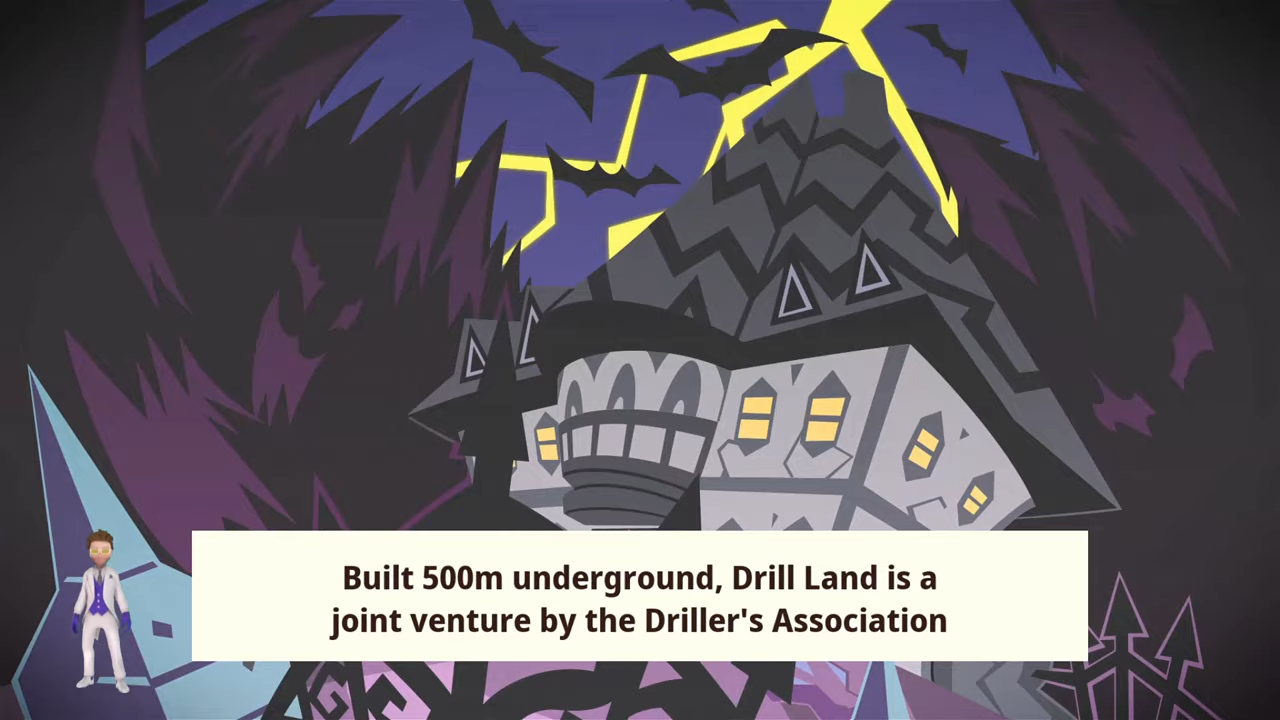 Built 500m underground, Drill Land is a
joint venture by the Driller's Association